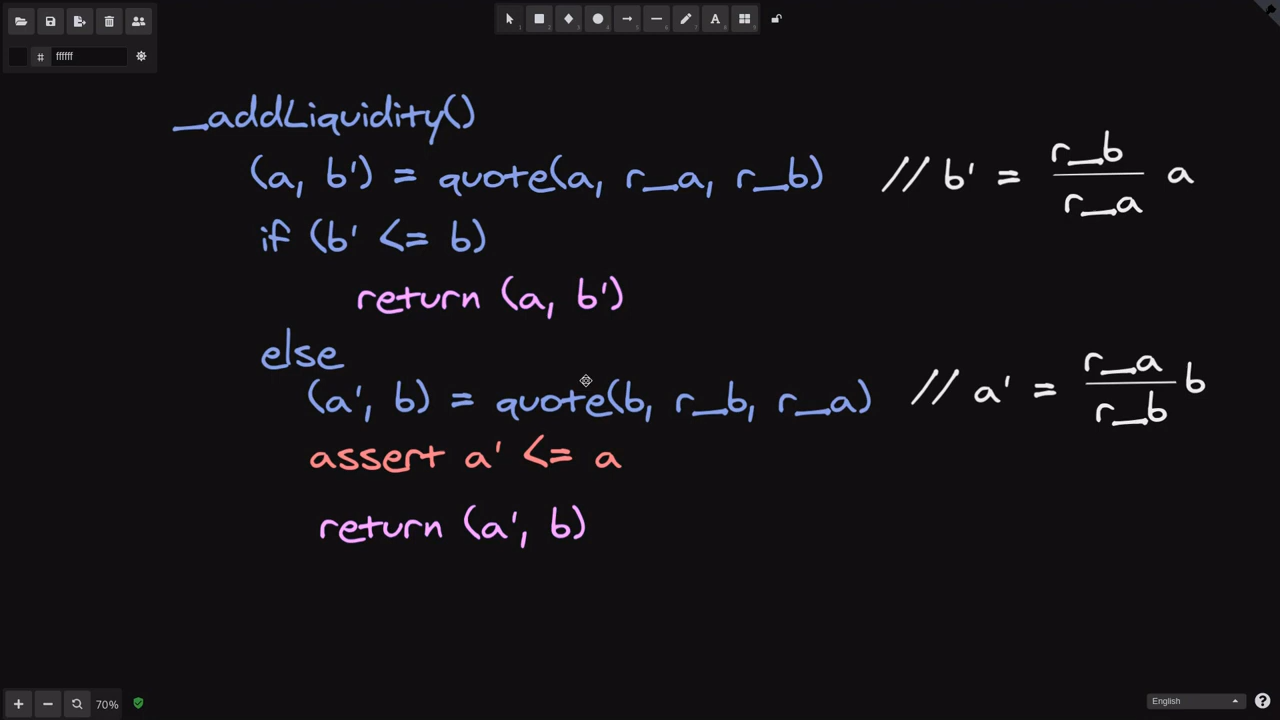 # ffffff
_addLiquidity()
(a, b') = quote(a, r_a, r_b) // b' = r_b / r_a a
if (b' <= b)
return (a, b')
else
(a', b) = quote(b, r_b, r_a) // a' = r_a / r_b b
assert a' <= a
return (a', b)
70%
English